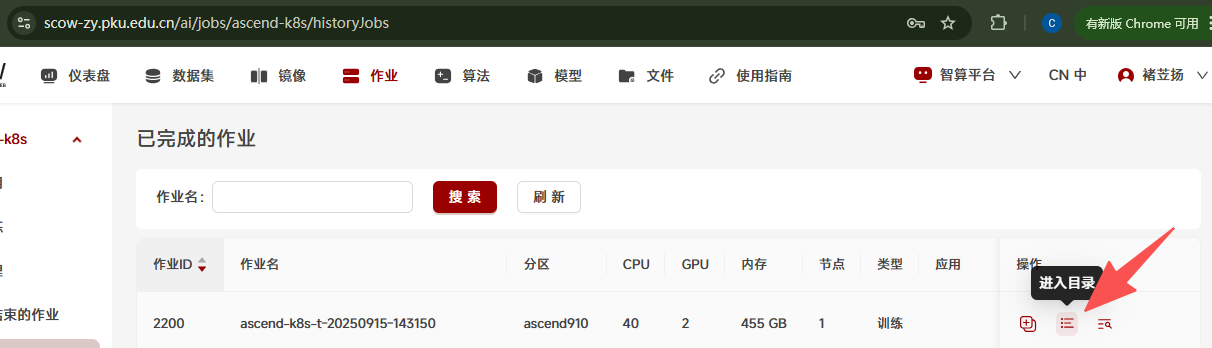 scow-zy.pku.edu.cn/ai/jobs/ascend-k8s/historyJobs
C
有新版 Chrome 可用
仪表盘 数据集 镜像 作业 算法 模型 文件 使用指南 智算平台 CN 中 褚苙扬
-k8s
已完成的作业
作业名: 搜 索 刷 新
作业ID 作业名 分区 CPU GPU 内存 节点 类型 应用 操作
进入目录
2200 ascend-k8s-t-20250915-143150 ascend910 40 2 455 GB 1 训练
结束的作业